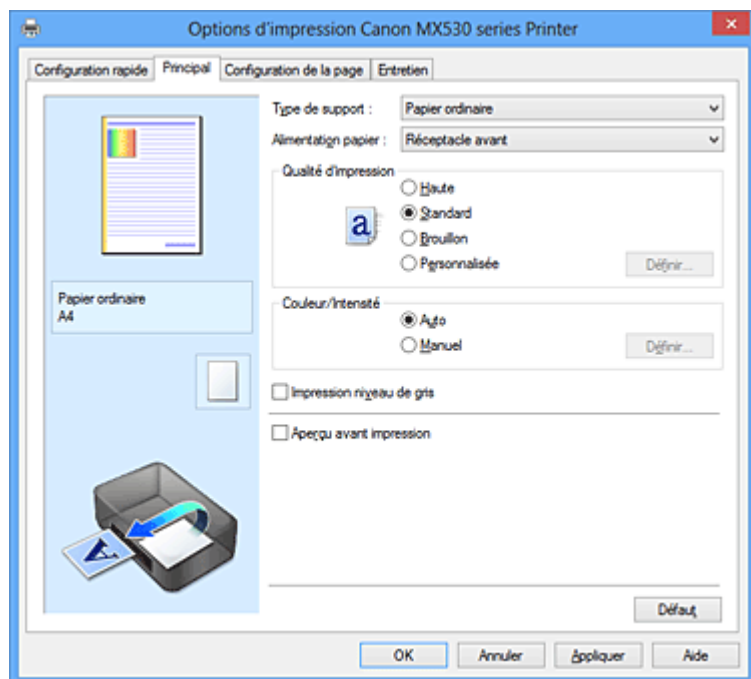 Options d'impression Canon MX530 series Printer
Configuration rapide Principal Configuration de la page Entretien
Type de support : Papier ordinaire
Alimentation papier : Réceptacle avant
Qualité d'impression
Haute
a Standard
Brouillon
Personnalisée Définir...
Papier ordinaire
A4
Couleur/Intensité
Auto
Manuel Définir...
Impression niveau de gris
Aperçu avant impression
A
Défaut
OK Annuler Appliquer Aide